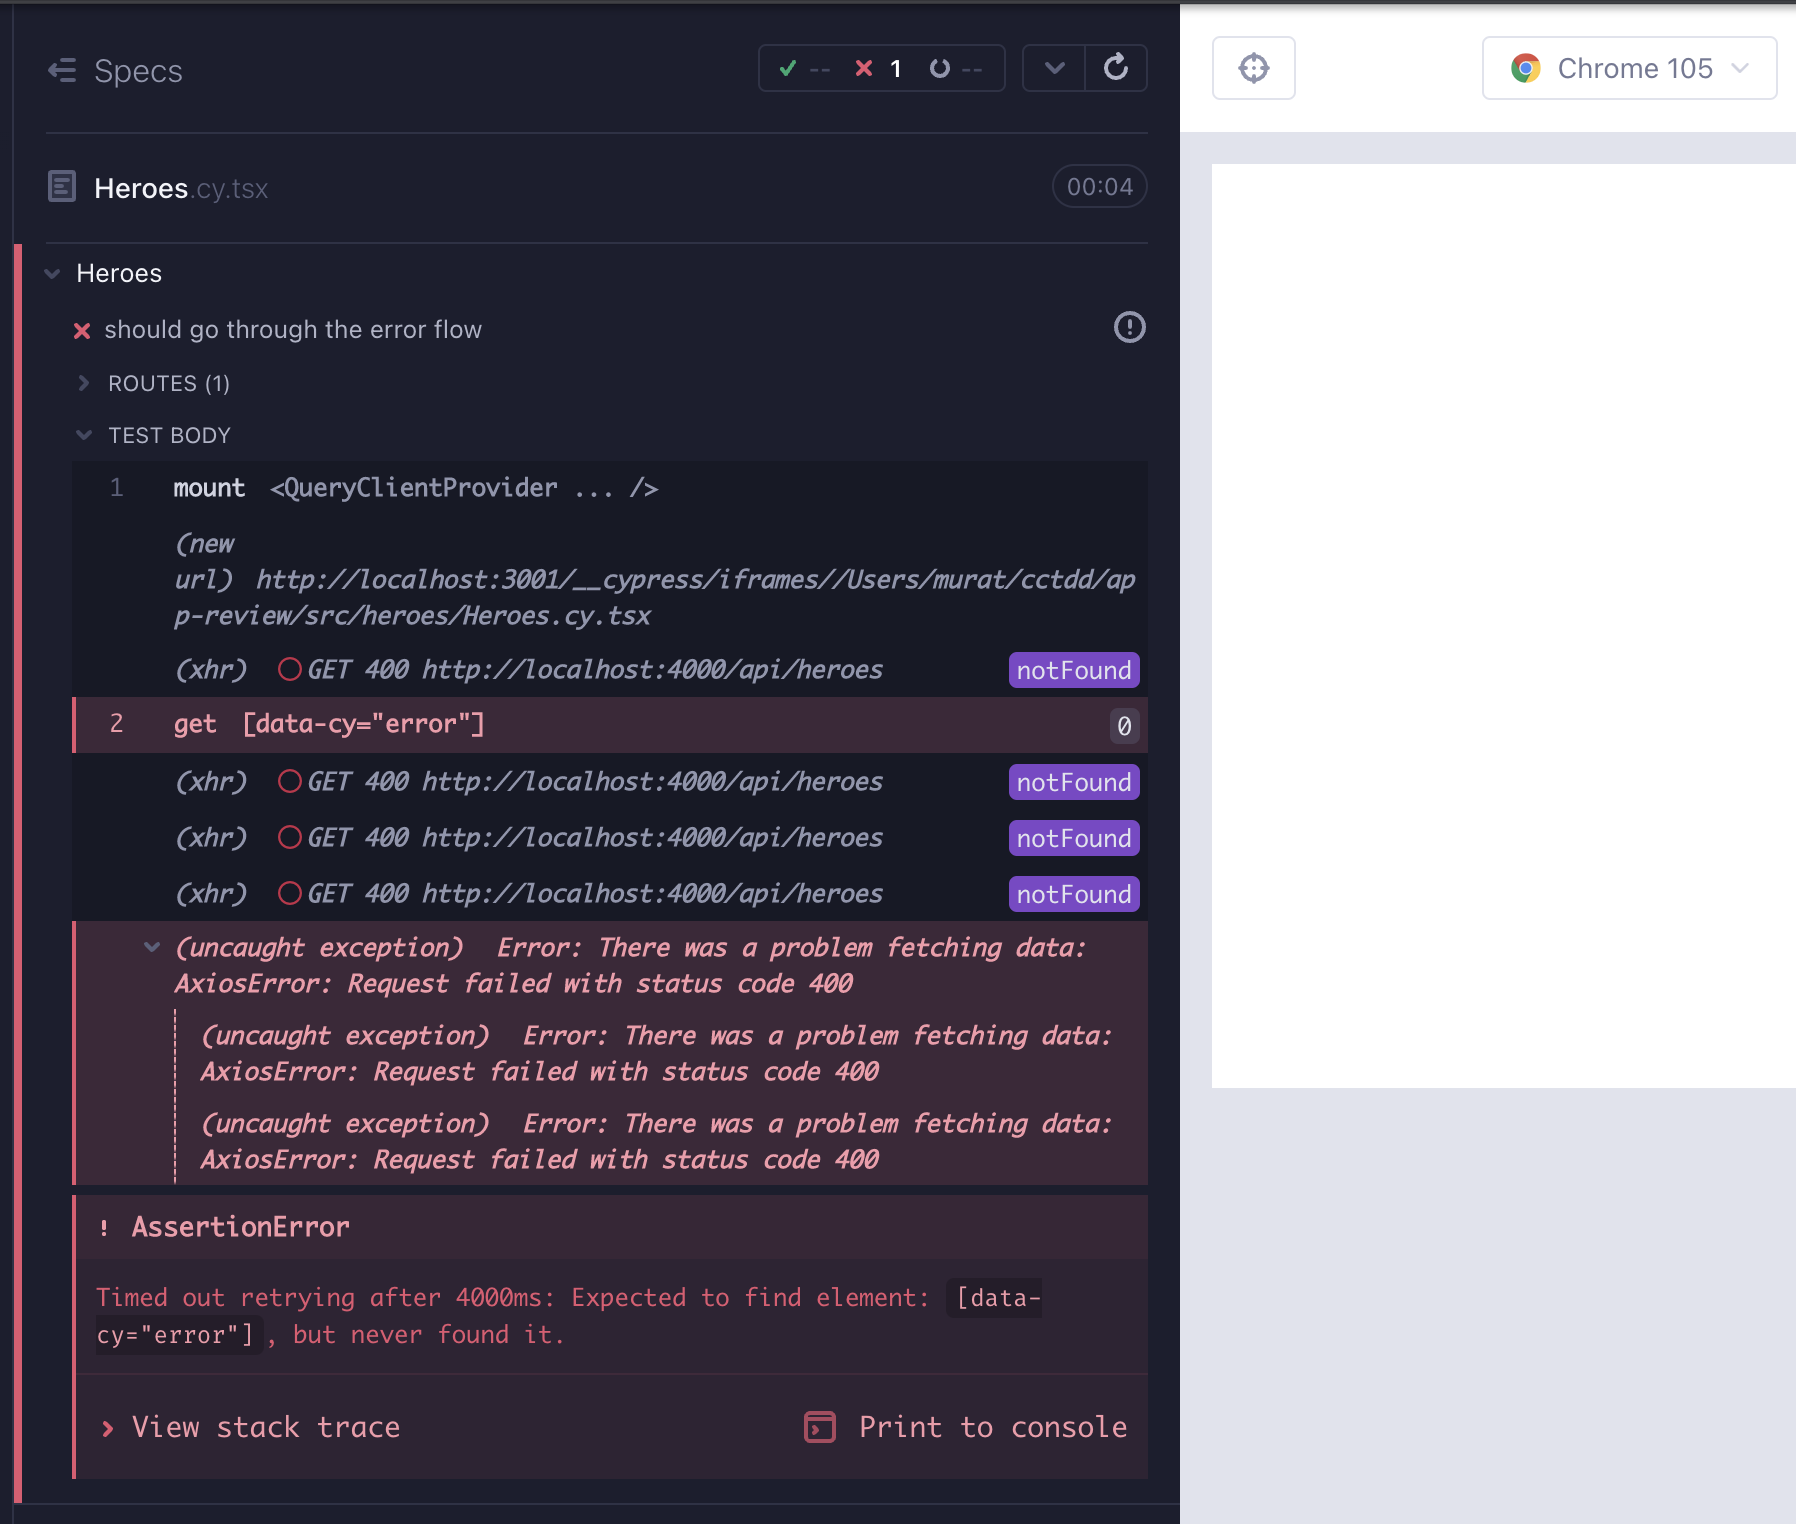 Specs
-- 1 --
Chrome 105
Heroes.cy.tsx
00:04
Heroes
should go through the error flow
ROUTES (1)
TEST BODY
1 mount <QueryClientProvider ... />
(new
url) http://localhost:3001/__cypress/iframes//Users/murat/cctdd/ap
p-review/src/heroes/Heroes.cy.tsx
(xhr) GET 400 http://localhost:4000/api/heroes notFound
2 get [data-cy="error"] 0
(xhr) GET 400 http://localhost:4000/api/heroes notFound
(xhr) GET 400 http://localhost:4000/api/heroes notFound
(xhr) GET 400 http://localhost:4000/api/heroes notFound
(uncaught exception) Error: There was a problem fetching data:
AxiosError: Request failed with status code 400
(uncaught exception) Error: There was a problem fetching data:
AxiosError: Request failed with status code 400
(uncaught exception) Error: There was a problem fetching data:
AxiosError: Request failed with status code 400
! AssertionError
Timed out retrying after 4000ms: Expected to find element: [data-
cy="error"], but never found it.
View stack trace
Print to console